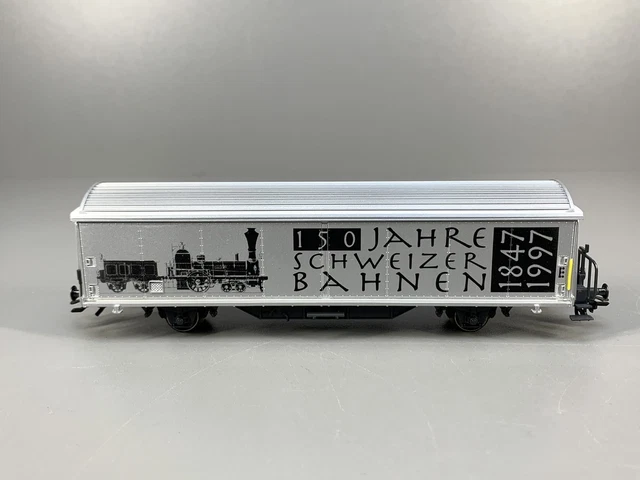 150 JAHRE
SCHWEIZER
BAHNEN
1847
1997
E